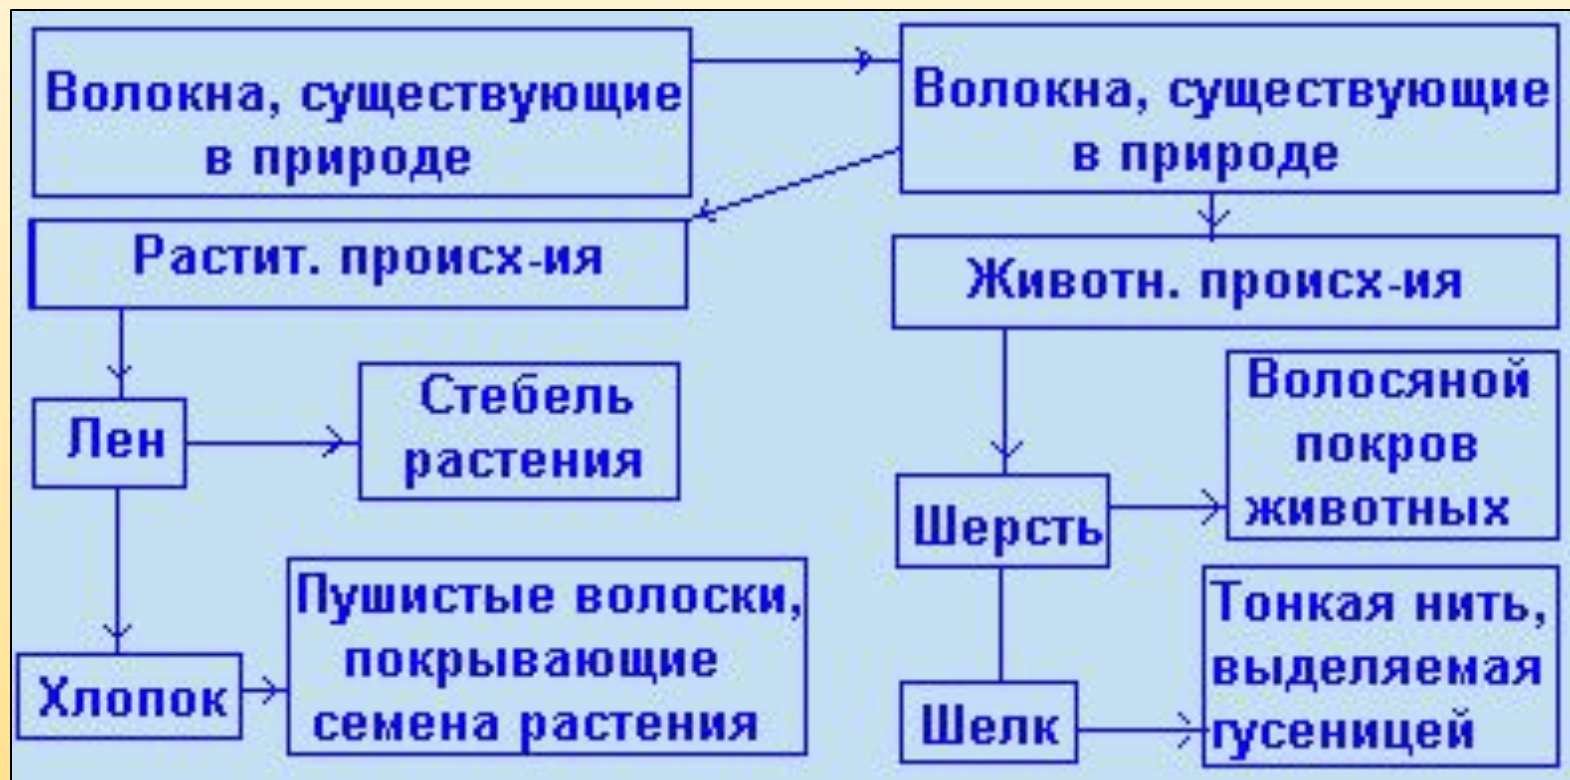 Волокна, существующие
в природе
Волокна, существующие
в природе
Растит. происх-ия
Животн. происх-ия
Лен
Стебель
растения
Хлопок
Пушистые волоски,
покрывающие
семена растения
Шерсть
Волосяной
покров
животных
Шелк
Тонкая нить,
выделяемая
гусеницей